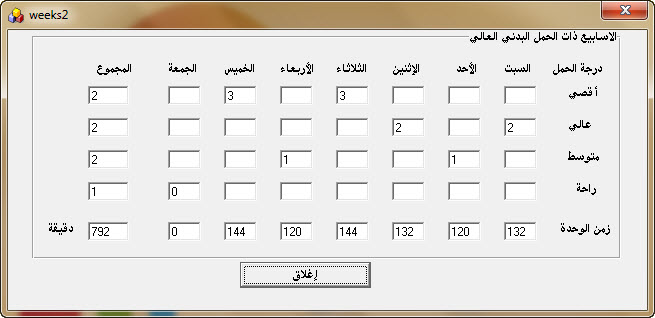 weeks2
الاسابيع ذات الحمل البدني العالي
درجة الحمل السبت الأحد الإثنين الثلاثاء الأربعاء الخميس الجمعة المجموع
أقصي 3 3 2
عالي 2 2 2
متوسط 1 1 2
راحة 0 1
زمن الوحدة 132 120 132 144 120 144 0 792 دقيقة
إغلاق